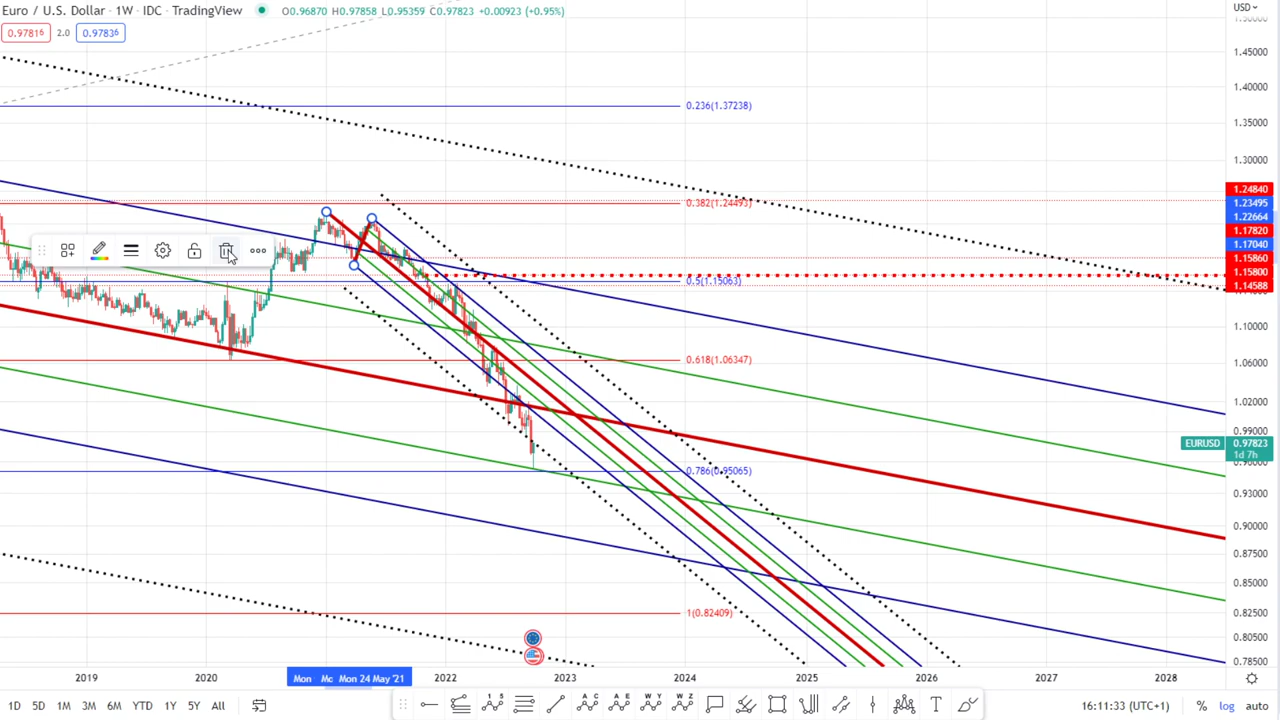 Euro / U.S. Dollar · 1W · IDC · TradingView O0.96870 H0.97858 L0.95359 C0.97823 +0.00923 (+0.95%)
USD
0.97816 2.0 0.97836
1.45000
1.40000
0.236(1.37238)
1.35000
1.30000
1.24840
0.382(1.24493)
1.23495
1.22664
1.17820
1.17040
1.15860
1.15800
0.5(1.15063)
1.14588
1.10000
0.618(1.06347)
1.06000
1.02000
0.99000
EURUSD 0.97823
1d 7h
0.786(0.95065)
0.93000
0.90000
0.87500
0.85000
1(0.82409)
0.82500
0.80500
0.78500
2019 2020 Mon Mon 24 May '21 2022 2023 2024 2025 2026 2027 2028
1D 5D 1M 3M 6M YTD 1Y 5Y All
1 5
A C
A E
W Y
W Z
T
16:11:33 (UTC+1) % log auto